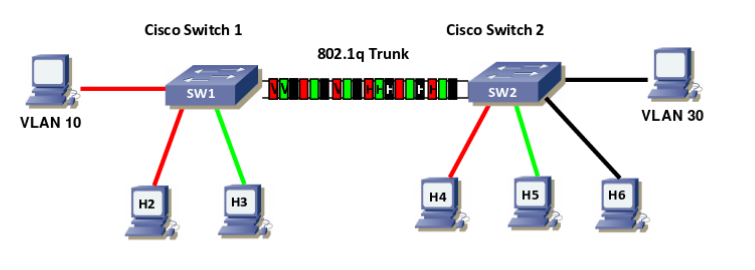 Cisco Switch 1
Cisco Switch 2
802.1q Trunk
SW1
SW2
VLAN 10
VLAN 30
H2
H3
H4
H5
H6